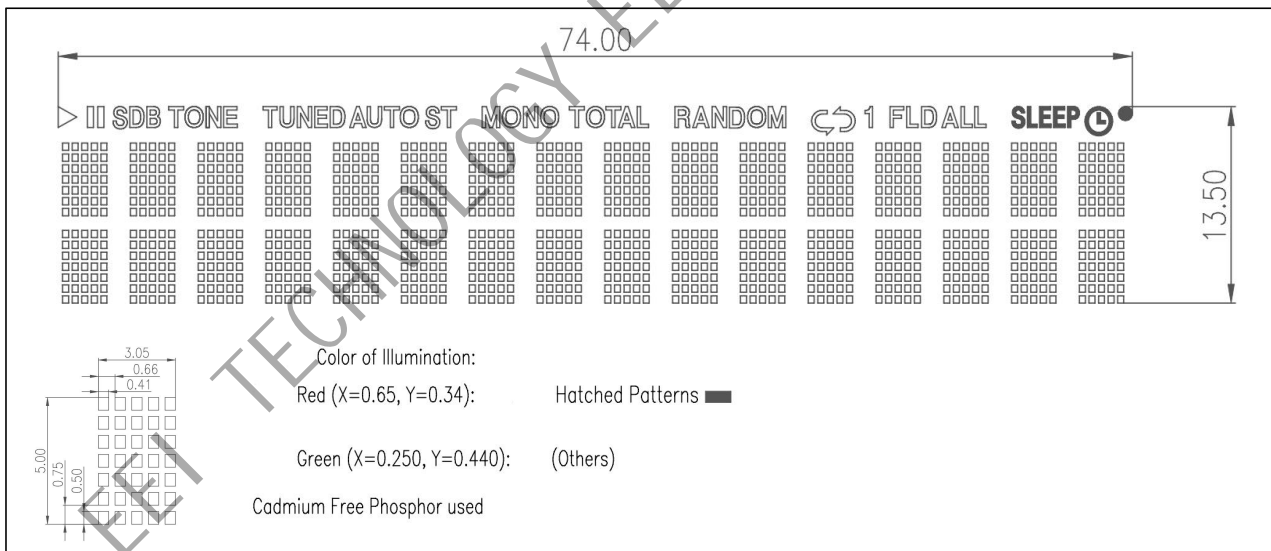 74.00
▷ II SDB TONE TUNED AUTO ST MONO TOTAL RANDOM 1 FLD ALL SLEEP
13.50
3.05
0.66
0.41
5.00
0.75
0.50
Color of Illumination:
Red (X=0.65, Y=0.34): Hatched Patterns
Green (X=0.250, Y=0.440): (Others)
Cadmium Free Phosphor used
EEI TECHNOLOGY